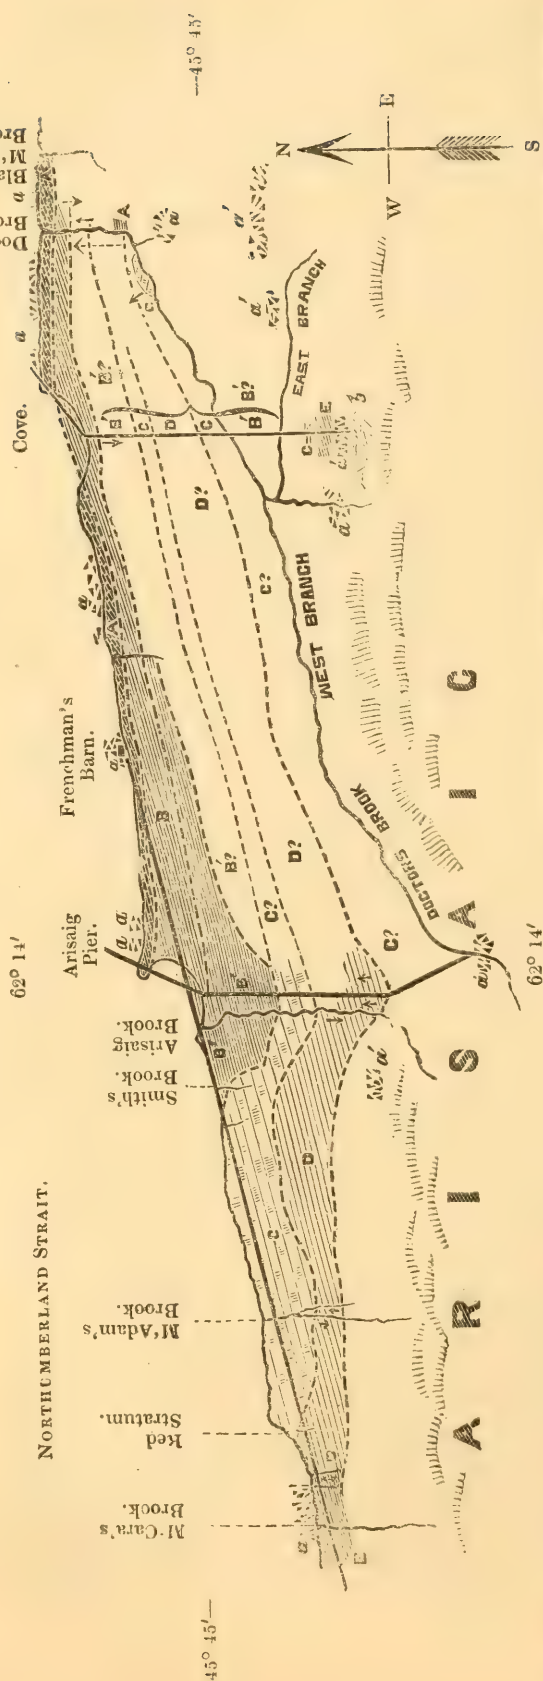 NORTHUMBERLAND STRAIT.
62° 14'
45° 45'
45° 45'
62° 14'
M'Cara's
Brook.
Red
Stratum.
M'Adam's
Brook.
Smith's
Brook.
Arisaig
Brook.
Arisaig
Pier.
Frenchman's
Barn.
Cove.
a
a
a a
a
a
a
a'
a'
a'
a'
a'
b
A
A
B
B'
B'
B'
B'?
B'?
B'?
C
C
C
C
C?
C?
C?
D
D
D?
D?
D?
E
E
EAST BRANCH
WEST BRANCH
DOCTORS BROOK
ARISAIC
N
W
E
S